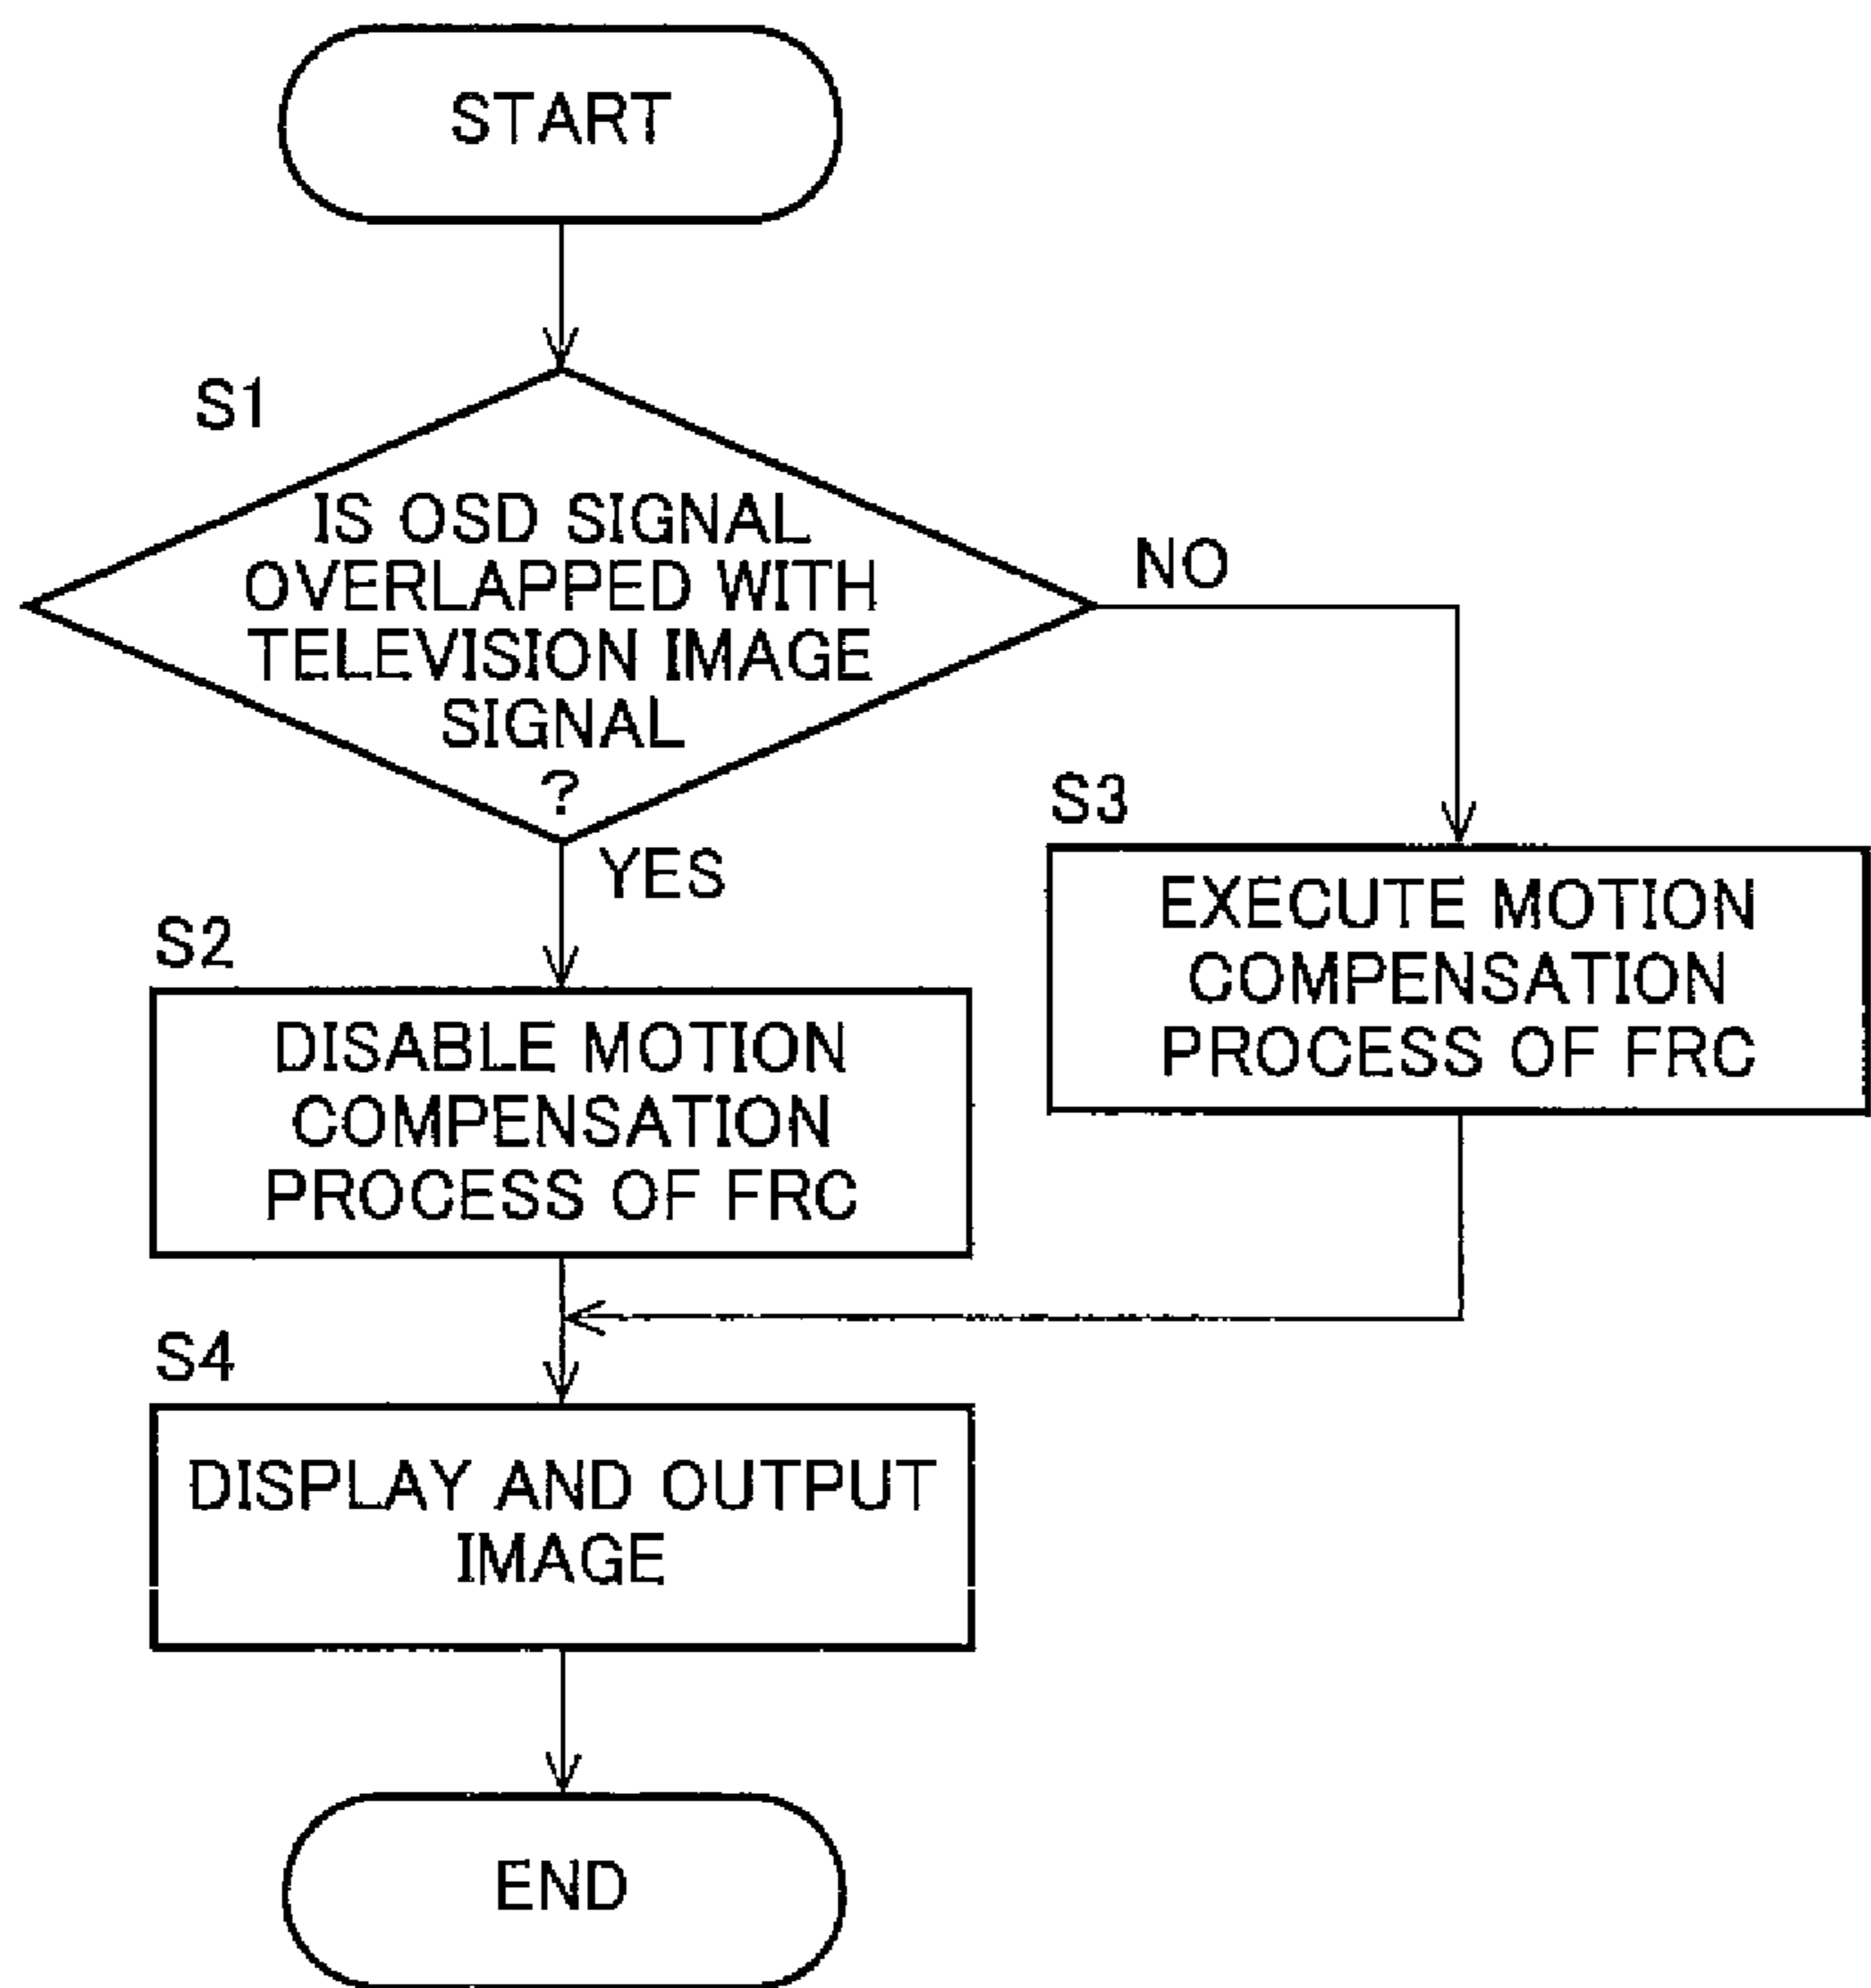 START
S1
IS OSD SIGNAL
OVERLAPPED WITH
TELEVISION IMAGE
SIGNAL
?
NO
YES
S2
DISABLE MOTION
COMPENSATION
PROCESS OF FRC
S3
EXECUTE MOTION
COMPENSATION
PROCESS OF FRC
S4
DISPLAY AND OUTPUT
IMAGE
END